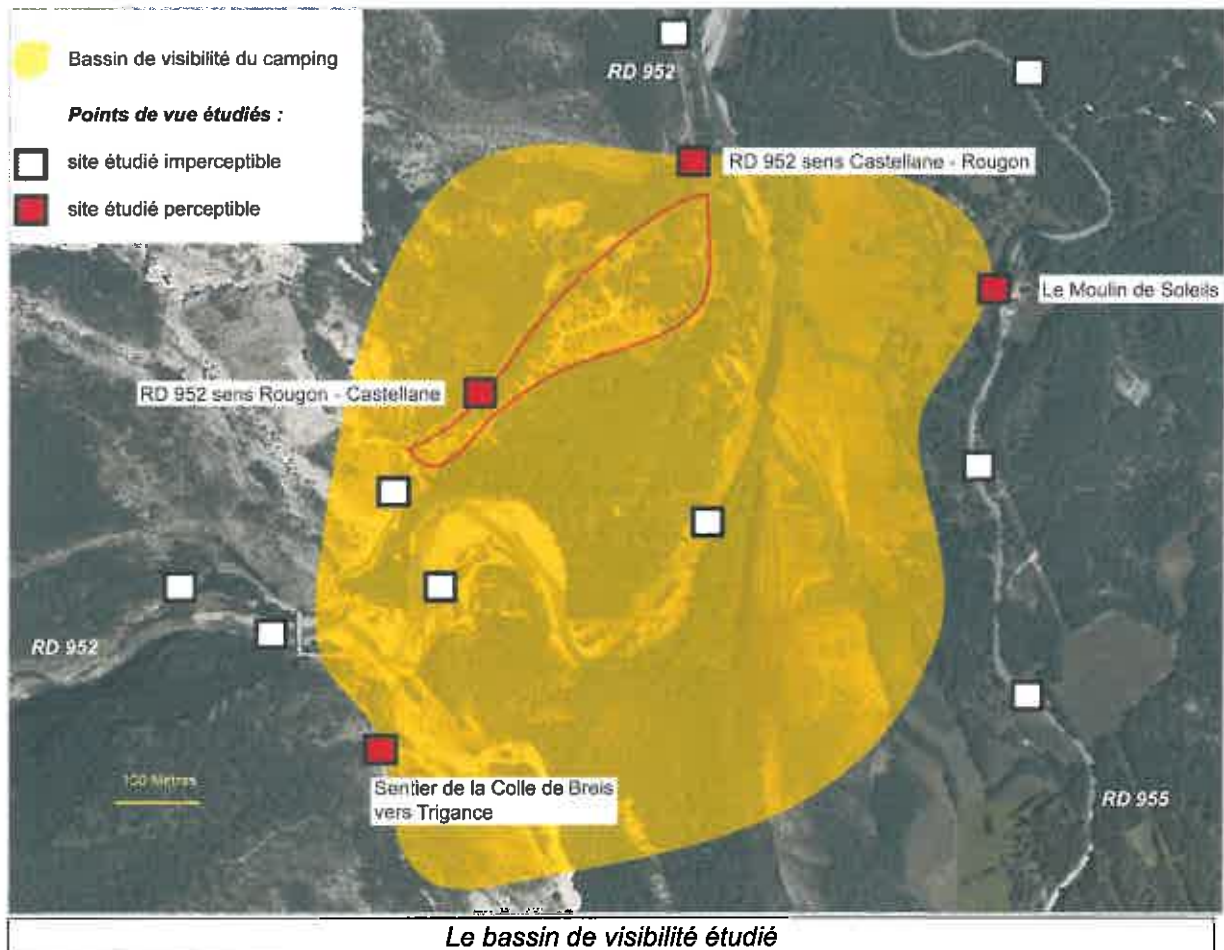 Bassin de visibilité du camping
Points de vue étudiés :
site étudié imperceptible
site étudié perceptible
RD 952
RD 952 sens Castellane - Rougon
Le Moulin de Soleils
RD 952 sens Rougon - Castellane
RD 952
100 Mètres
Sentier de la Colle de Breis
vers Trigance
RD 955
Le bassin de visibilité étudié